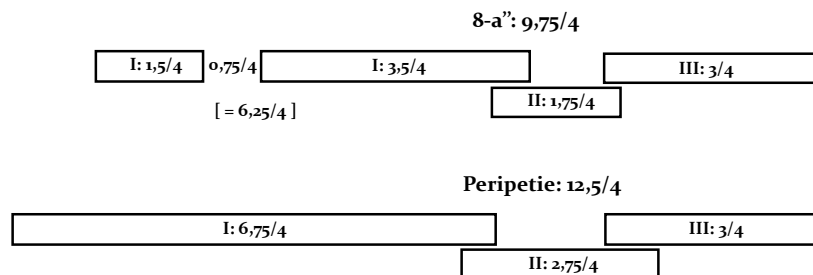 8-a”: 9,75/4
I: 1,5/4 0,75/4 I: 3,5/4 III: 3/4
II: 1,75/4
[ = 6,25/4 ]
Peripetie: 12,5/4
I: 6,75/4 III: 3/4
II: 2,75/4